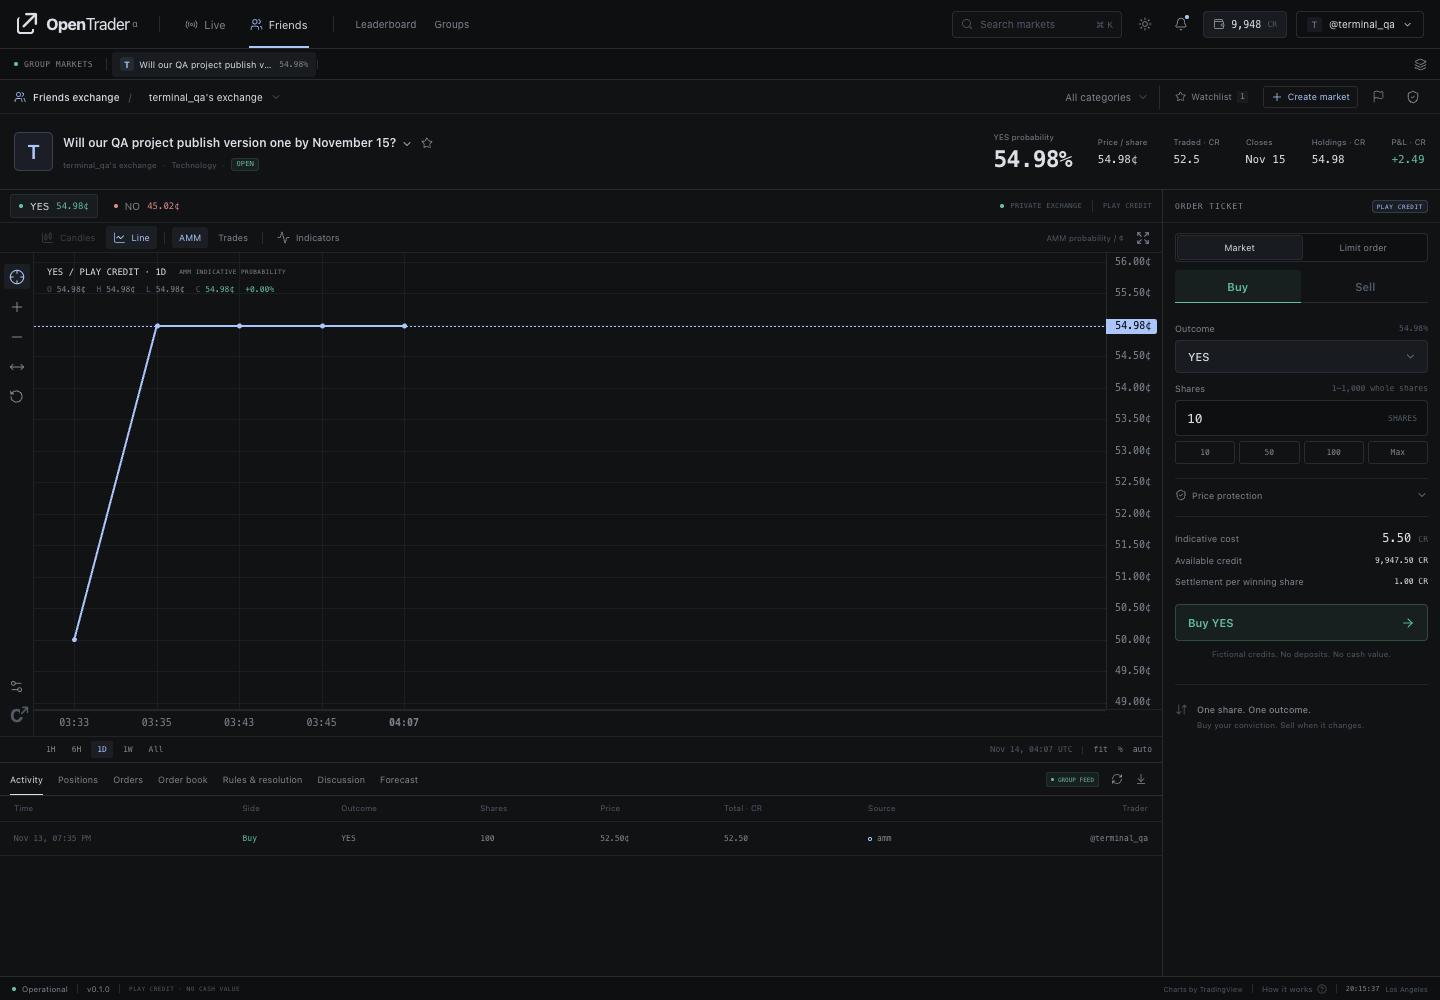 OpenTrader α
Live
Friends
Leaderboard
Groups
Search markets
⌘ K
9,948 CR
T @terminal_qa
GROUP MARKETS
T Will our QA project publish v... 54.98%
Friends exchange / terminal_qa's exchange
All categories
Watchlist 1
+ Create market
T
Will our QA project publish version one by November 15?
terminal_qa's exchange · Technology · OPEN
YES probability
54.98%
Price / share
54.98¢
Traded · CR
52.5
Closes
Nov 15
Holdings · CR
54.98
P&L · CR
+2.49
YES 54.98¢
NO 45.02¢
PRIVATE EXCHANGE
PLAY CREDIT
ORDER TICKET
PLAY CREDIT
Candles
Line
AMM
Trades
Indicators
AMM probability / ¢
YES / PLAY CREDIT · 1D AMM INDICATIVE PROBABILITY
O 54.98¢ H 54.98¢ L 54.98¢ C 54.98¢ +0.00%
56.00¢
55.50¢
54.98¢
54.50¢
54.00¢
53.50¢
53.00¢
52.50¢
52.00¢
51.50¢
51.00¢
50.50¢
50.00¢
49.50¢
49.00¢
03:33
03:35
03:43
03:45
04:07
1H
6H
1D
1W
All
Nov 14, 04:07 UTC
fit
%
auto
Market
Limit order
Buy
Sell
Outcome
54.98%
YES
Shares
1–1,000 whole shares
10
SHARES
10
50
100
Max
Price protection
Indicative cost
5.50 CR
Available credit
9,947.50 CR
Settlement per winning share
1.00 CR
Buy YES
Fictional credits. No deposits. No cash value.
One share. One outcome.
Buy your conviction. Sell when it changes.
Activity
Positions
Orders
Order book
Rules & resolution
Discussion
Forecast
GROUP FEED
Time
Side
Outcome
Shares
Price
Total · CR
Source
Trader
Nov 13, 07:35 PM
Buy
YES
100
52.50¢
52.50
amm
@terminal_qa
Operational
v0.1.0
PLAY CREDIT · NO CASH VALUE
Charts by TradingView
How it works
20:15:37 Los Angeles